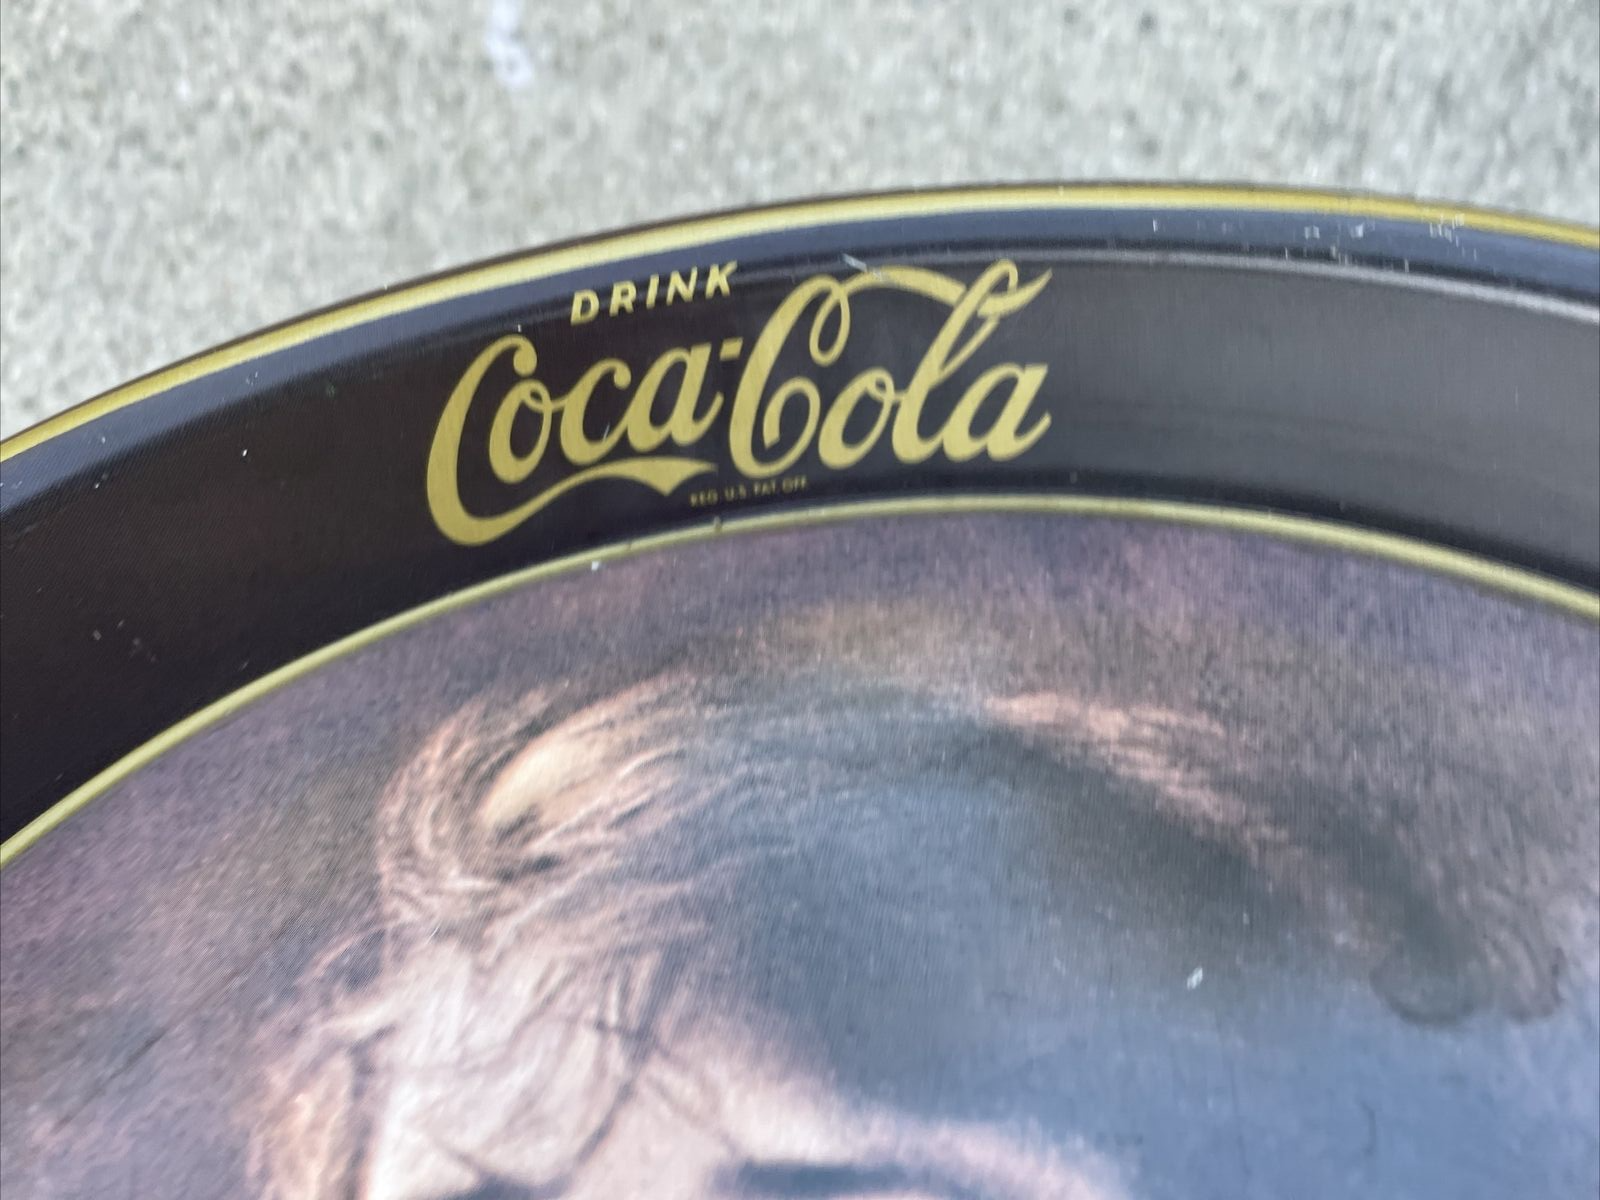 DRINK
Coca-Cola
REG. U.S. PAT. OFF.